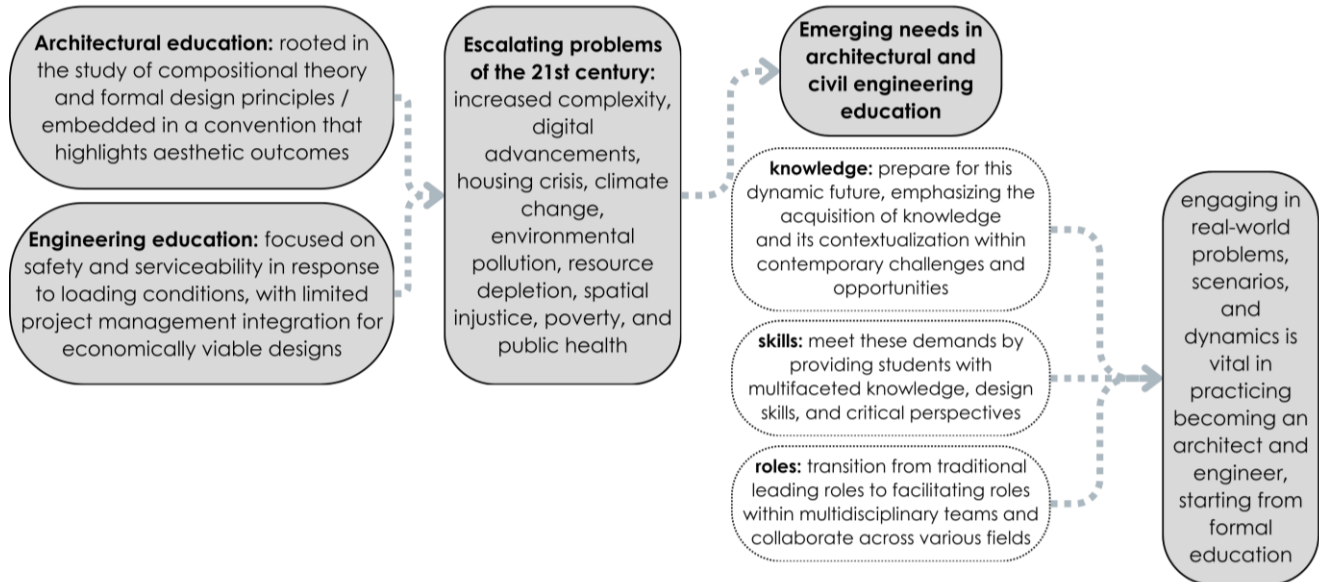 Architectural education: rooted in
the study of compositional theory
and formal design principles /
embedded in a convention that
highlights aesthetic outcomes
Engineering education: focused on
safety and serviceability in response
to loading conditions, with limited
project management integration for
economically viable designs
Escalating problems
of the 21st century:
increased complexity,
digital
advancements,
housing crisis, climate
change,
environmental
pollution, resource
depletion, spatial
injustice, poverty, and
public health
Emerging needs in
architectural and
civil engineering
education
knowledge: prepare for this
dynamic future, emphasizing the
acquisition of knowledge
and its contextualization within
contemporary challenges and
opportunities
skills: meet these demands by
providing students with
multifaceted knowledge, design
skills, and critical perspectives
roles: transition from traditional
leading roles to facilitating roles
within multidisciplinary teams and
collaborate across various fields
engaging in
real-world
problems,
scenarios,
and
dynamics is
vital in
practicing
becoming an
architect and
engineer,
starting from
formal
education